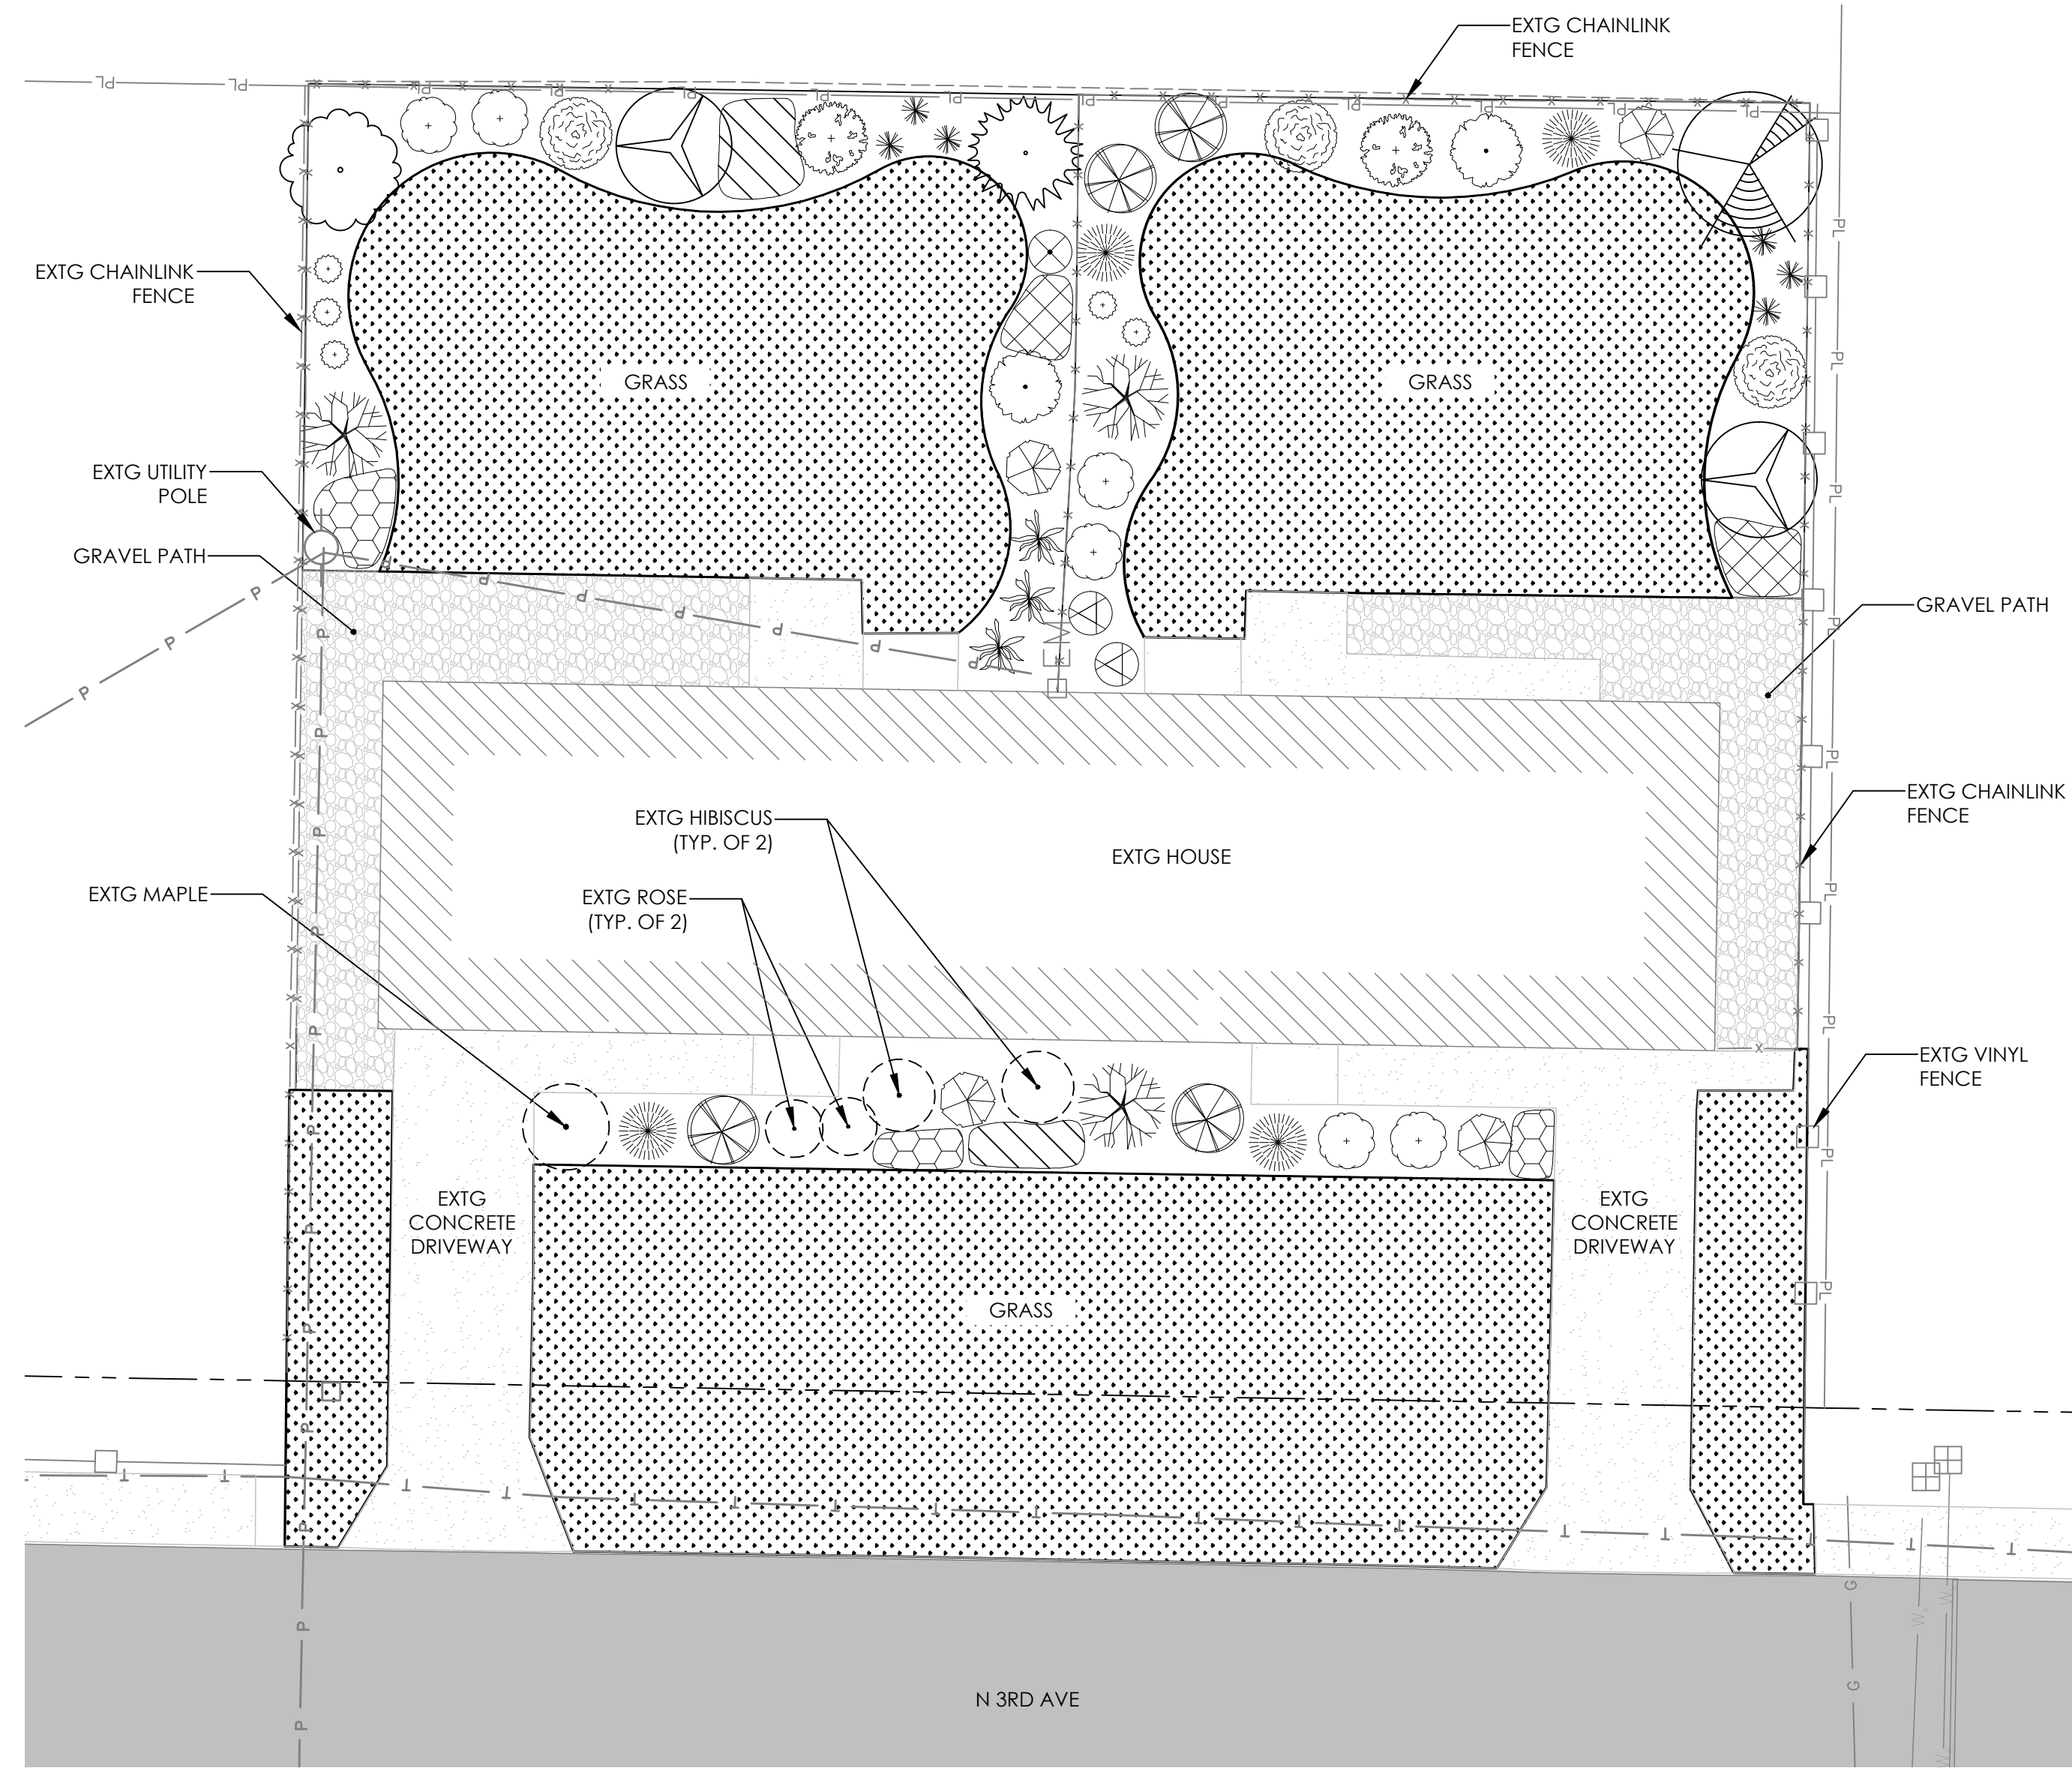 EXTG CHAINLINK
FENCE
EXTG CHAINLINK
FENCE
GRASS
GRASS
EXTG UTILITY
POLE
GRAVEL PATH
GRAVEL PATH
EXTG CHAINLINK
FENCE
EXTG HIBISCUS
(TYP. OF 2)
EXTG HOUSE
EXTG MAPLE
EXTG ROSE
(TYP. OF 2)
EXTG VINYL
FENCE
EXTG
CONCRETE
DRIVEWAY
EXTG
CONCRETE
DRIVEWAY
GRASS
N 3RD AVE